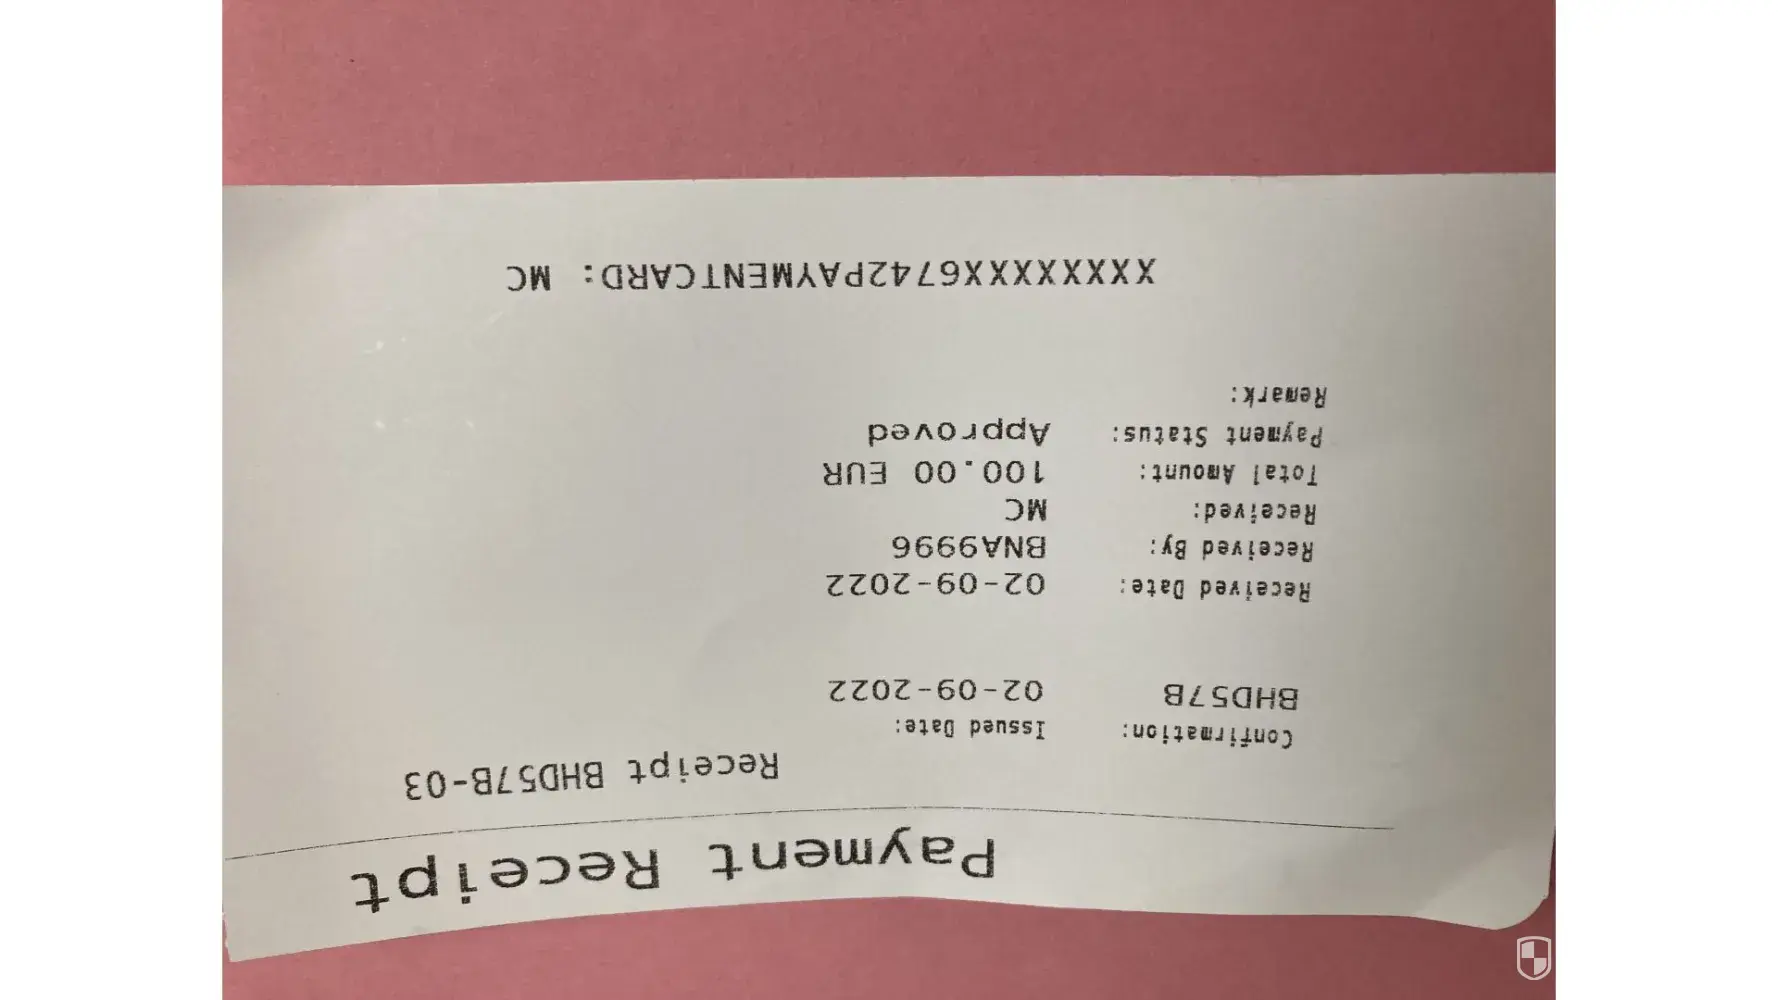 Payment Receipt
Receipt BHD57B-03
Confirmation: Issued Date:
BHD57B 02-09-2022
Received Date: 02-09-2022
Received By: BNA9996
Received: MC
Total Amount: 100.00 EUR
Payment Status: Approved
Remark:
XXXXXXXXX6742PAYMENTCARD: MC